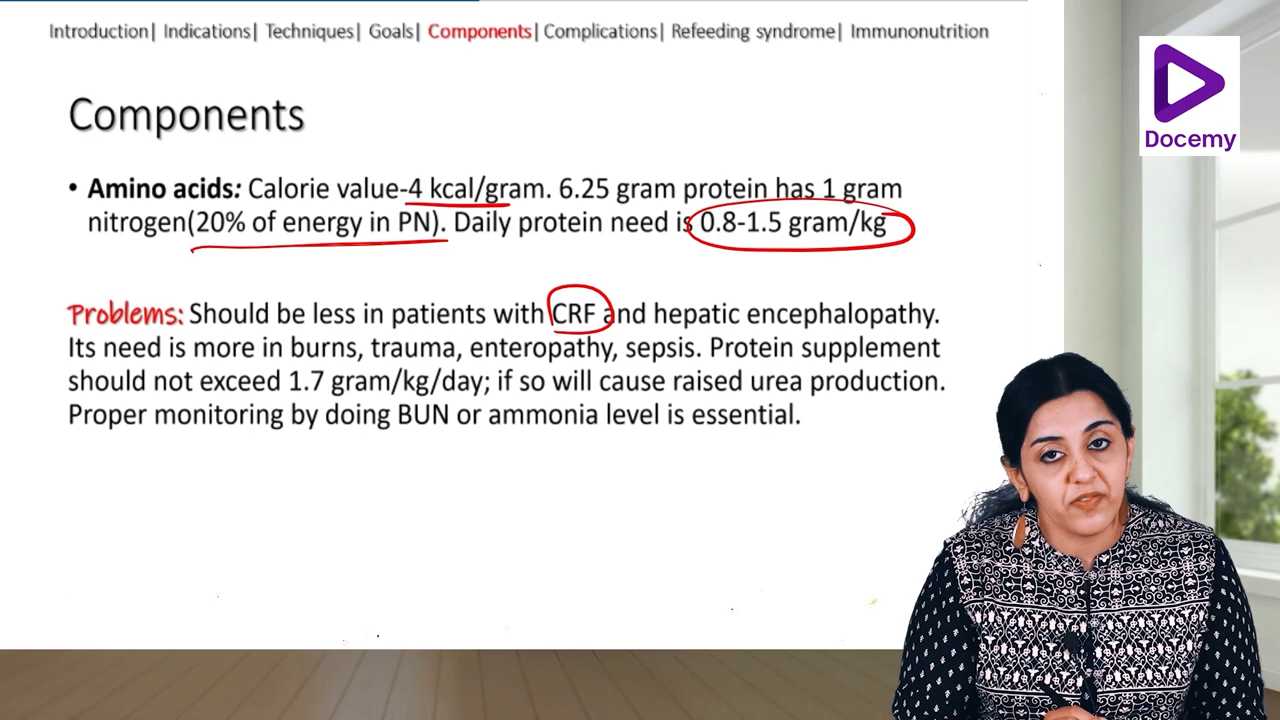 Introduction| Indications| Techniques| Goals| Components| Complications| Refeeding syndrome| Immunonutrition
Docemy
Components
• Amino acids: Calorie value-4 kcal/gram. 6.25 gram protein has 1 gram
nitrogen(20% of energy in PN). Daily protein need is 0.8-1.5 gram/kg
Problems: Should be less in patients with CRF and hepatic encephalopathy.
Its need is more in burns, trauma, enteropathy, sepsis. Protein supplement
should not exceed 1.7 gram/kg/day; if so will cause raised urea production.
Proper monitoring by doing BUN or ammonia level is essential.